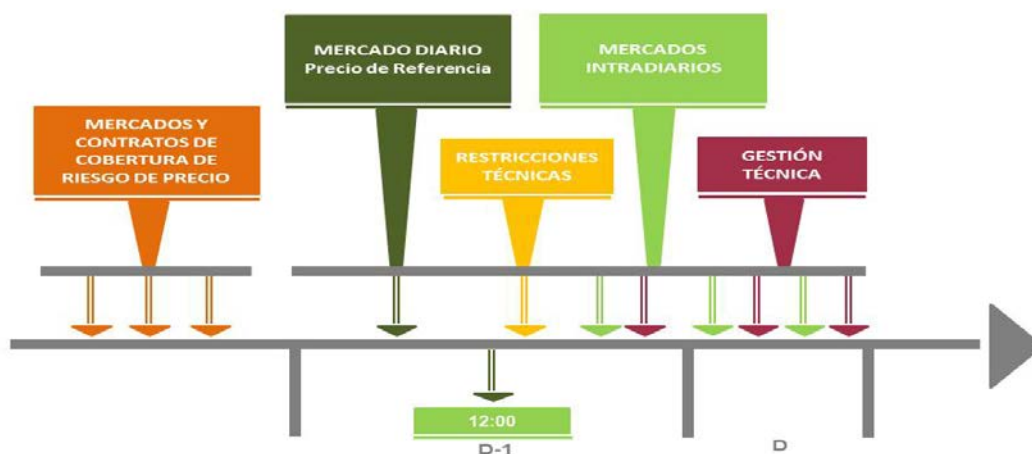 MERCADO DIARIO
Precio de Referencia
MERCADOS
INTRADIARIOS
MERCADOS Y
CONTRATOS DE
COBERTURA DE
RIESGO DE PRECIO
RESTRICCIONES
TÉCNICAS
GESTIÓN
TÉCNICA
12:00
D-1
D